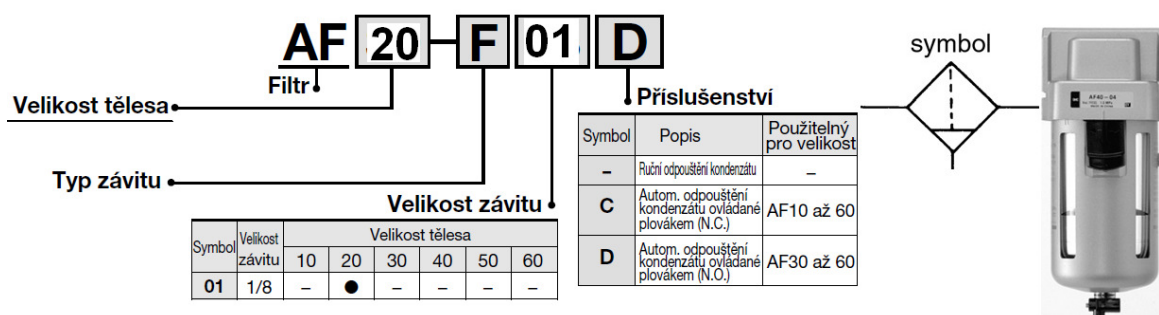 AF 20 - F 01 D
symbol
Filtr
Velikost tělesa
Příslušenství
Symbol Popis Použitelný pro velikost
– Ruční odpouštění kondenzátu –
C Autom. odpouštění kondenzátu ovládané plovákem (N.C.) AF10 až 60
D Autom. odpouštění kondenzátu ovládané plovákem (N.O.) AF30 až 60
Typ závitu
Velikost závitu
Symbol Velikost závitu Velikost tělesa
10 20 30 40 50 60
01 1/8 – ● – – – –
AF40-04